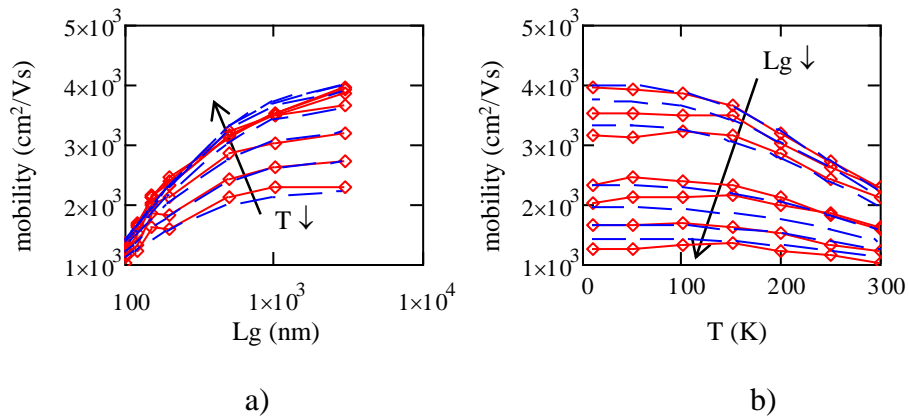 5×10³
4×10³
3×10³
2×10³
1×10³
mobility (cm²/Vs)
T ↓
100
1×10³
1×10⁴
Lg (nm)
a)
5×10³
4×10³
3×10³
2×10³
1×10³
mobility (cm²/Vs)
Lg ↓
0
100
200
300
T (K)
b)